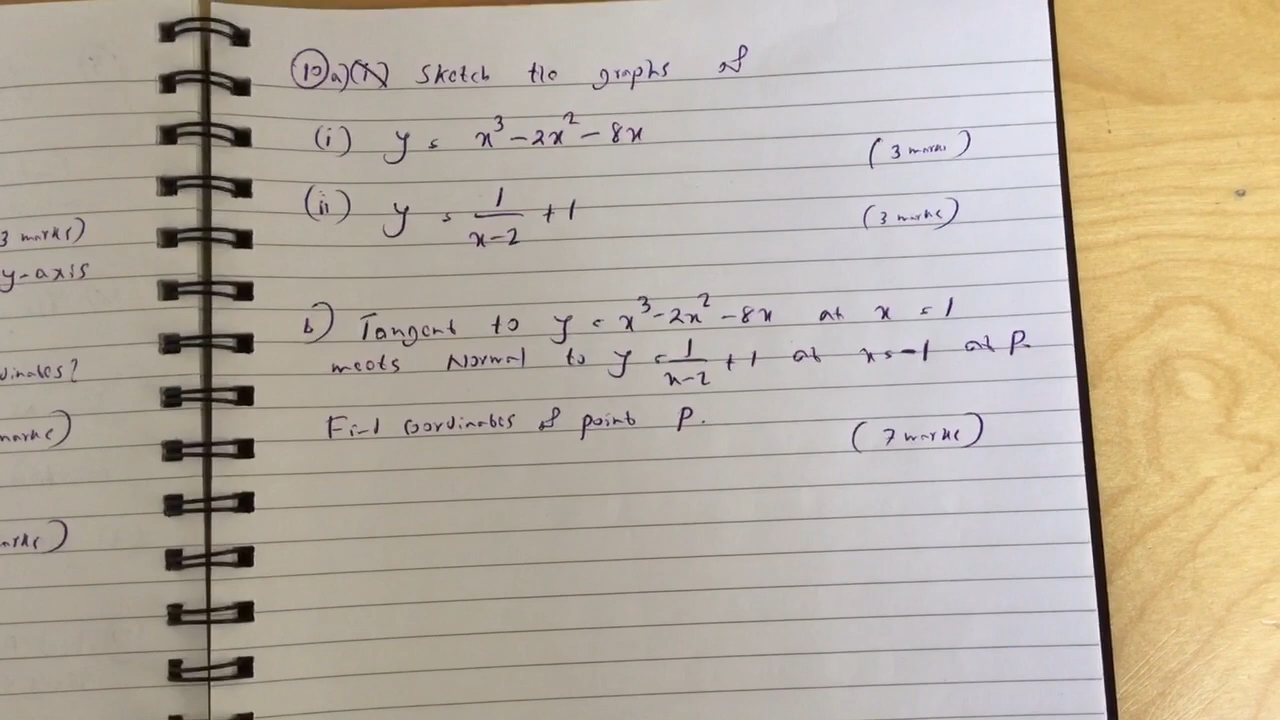 3 marks)
y-axis
dinates?
marks)
arks)
10 a) Sketch the graphs of
(i) y = x³ - 2x² - 8x (3 marks)
(ii) y = 1/(x-2) + 1 (3 marks)
b) Tangent to y = x³ - 2x² - 8x at x = 1
meets Normal to y = 1/(x-2) + 1 at x = -1 at P.
Find coordinates of point P. (7 marks)